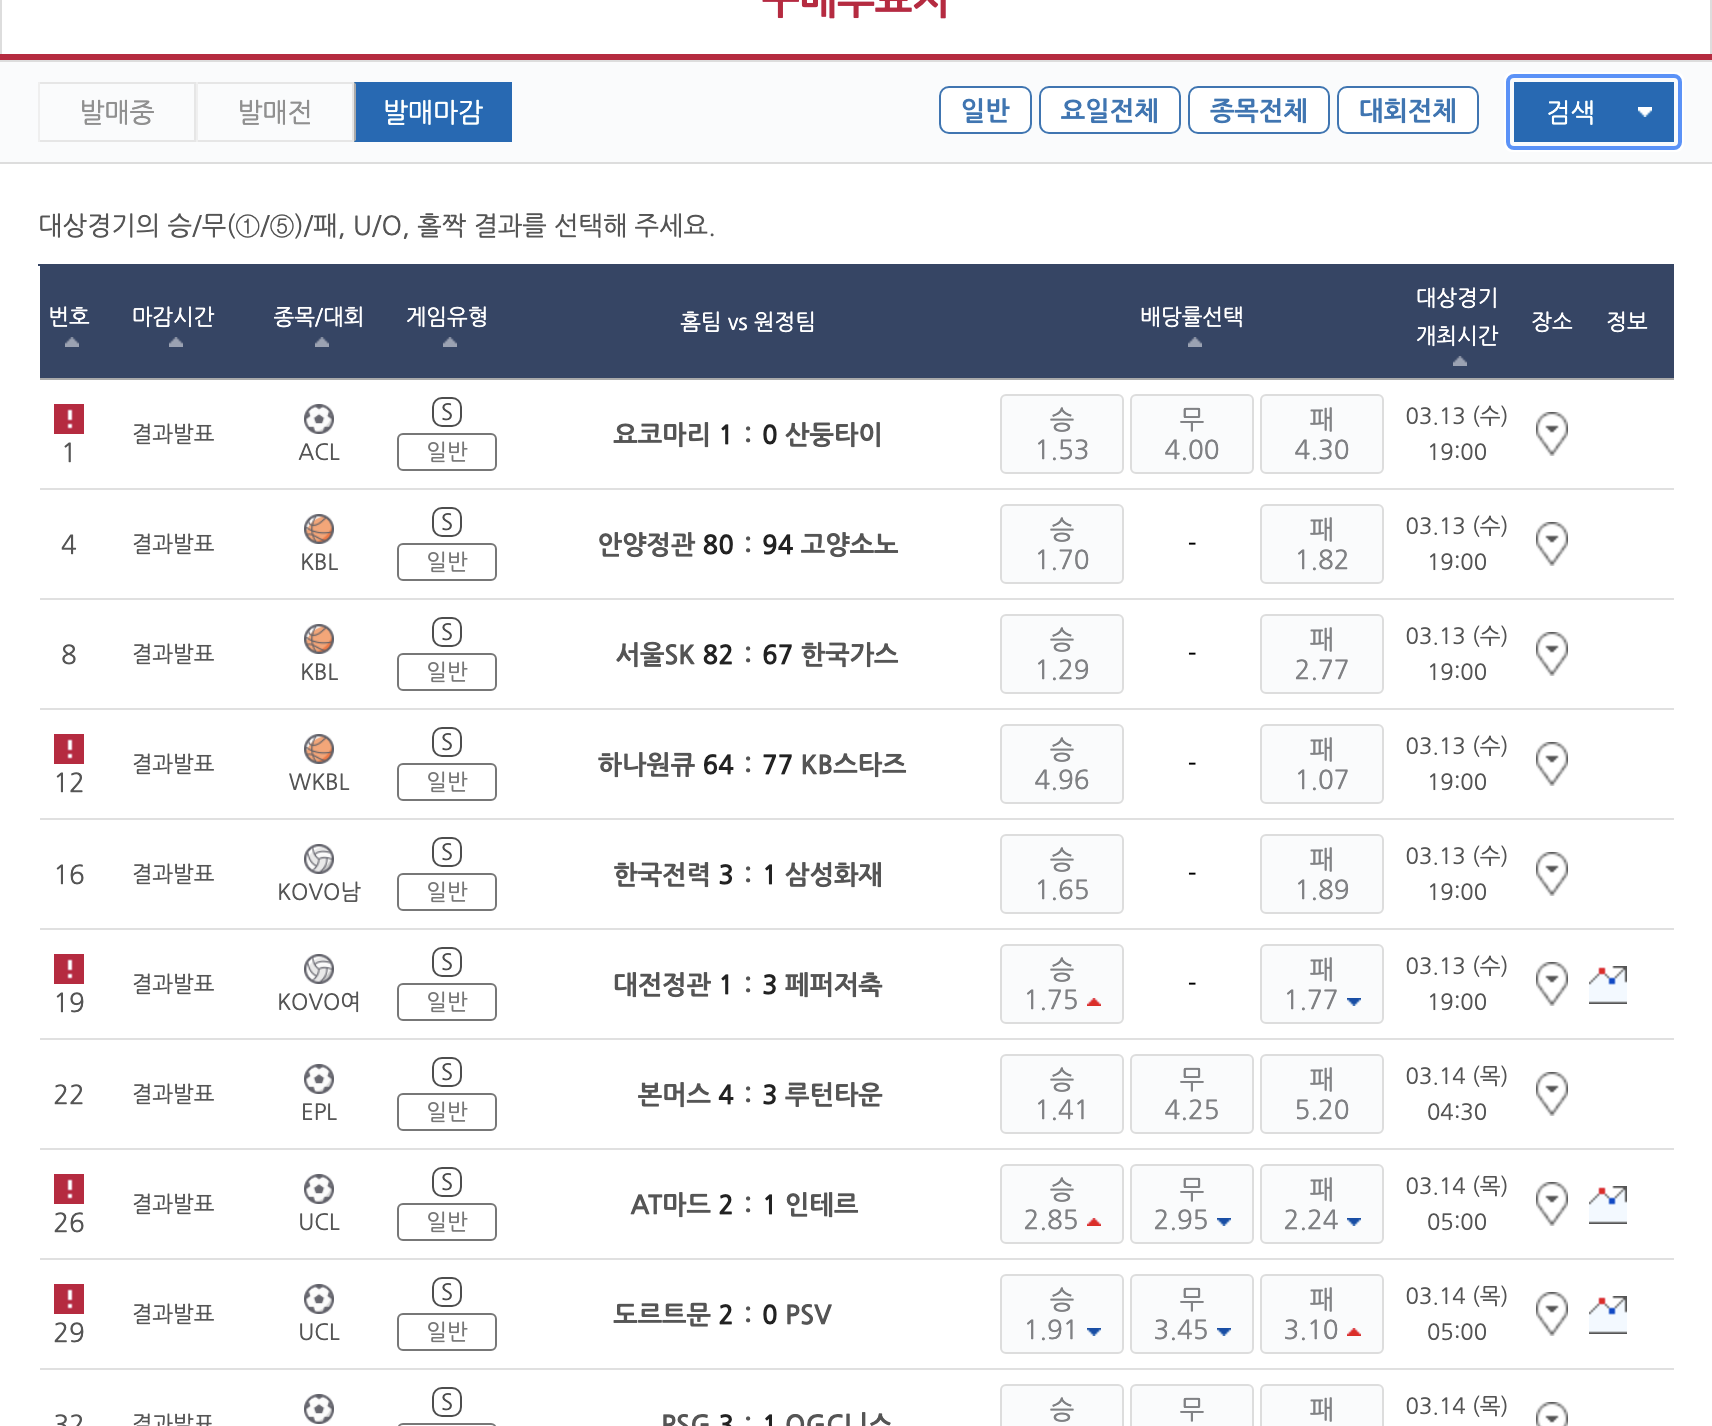 발매중 발매전 발매마감 일반 요일전체 종목전체 대회전체 검색
대상경기의 승/무(①/⑤)/패, U/O, 홀짝 결과를 선택해 주세요.
번호 마감시간 종목/대회 게임유형 홈팀 vs 원정팀 배당률선택 대상경기 개최시간 장소 정보
! 1 결과발표 ACL S 일반 요코마리 1 : 0 산둥타이 승 1.53 무 4.00 패 4.30 03.13 (수) 19:00
4 결과발표 KBL S 일반 안양정관 80 : 94 고양소노 승 1.70 - 패 1.82 03.13 (수) 19:00
8 결과발표 KBL S 일반 서울SK 82 : 67 한국가스 승 1.29 - 패 2.77 03.13 (수) 19:00
! 12 결과발표 WKBL S 일반 하나원큐 64 : 77 KB스타즈 승 4.96 - 패 1.07 03.13 (수) 19:00
16 결과발표 KOVO남 S 일반 한국전력 3 : 1 삼성화재 승 1.65 - 패 1.89 03.13 (수) 19:00
! 19 결과발표 KOVO여 S 일반 대전정관 1 : 3 페퍼저축 승 1.75 - 패 1.77 03.13 (수) 19:00
22 결과발표 EPL S 일반 본머스 4 : 3 루턴타운 승 1.41 무 4.25 패 5.20 03.14 (목) 04:30
! 26 결과발표 UCL S 일반 AT마드 2 : 1 인테르 승 2.85 무 2.95 패 2.24 03.14 (목) 05:00
! 29 결과발표 UCL S 일반 도르트문 2 : 0 PSV 승 1.91 무 3.45 패 3.10 03.14 (목) 05:00
32 결과발표 S PSG 3 : 1 OGC니스 승 무 패 03.14 (목)